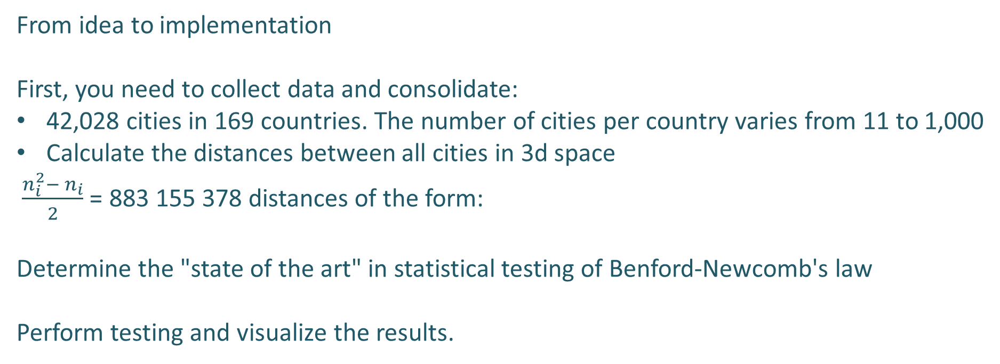 From idea to implementation
First, you need to collect data and consolidate:
• 42,028 cities in 169 countries. The number of cities per country varies from 11 to 1,000
• Calculate the distances between all cities in 3d space
$\frac{n_i^2 - n_i}{2}$ = 883 155 378 distances of the form:
Determine the "state of the art" in statistical testing of Benford-Newcomb's law
Perform testing and visualize the results.